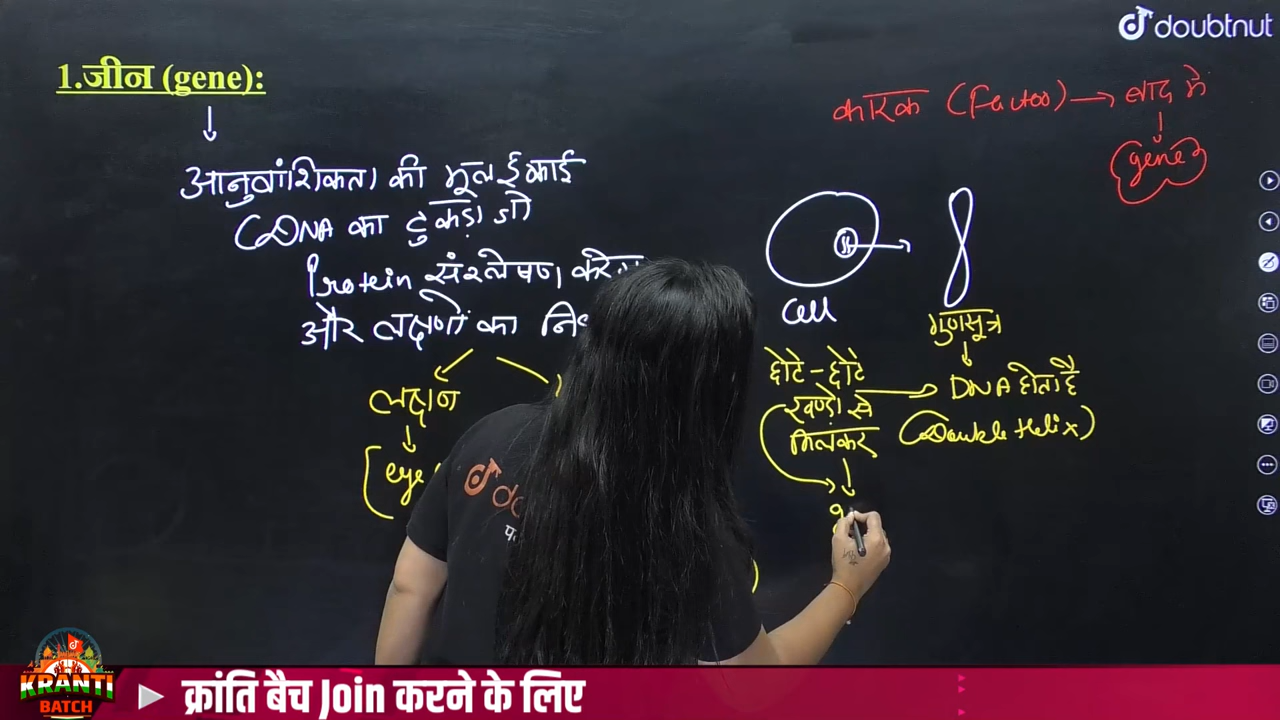 doubtnut
1.जीन (gene):
कारक (Factor) → बाद में
gene
आनुवांशिकता की मूल ईकाई
DNA का टुकड़ा जो
Protein संश्लेषण करेगा
और लक्षणों का
Cell
गुणसूत्र
लक्षण
eye
छोटे-छोटे
खण्डो से
मिलकर
DNA होता है
(Double Helix)
g
KRANTI
BATCH
क्रांति बैच Join करने के लिए